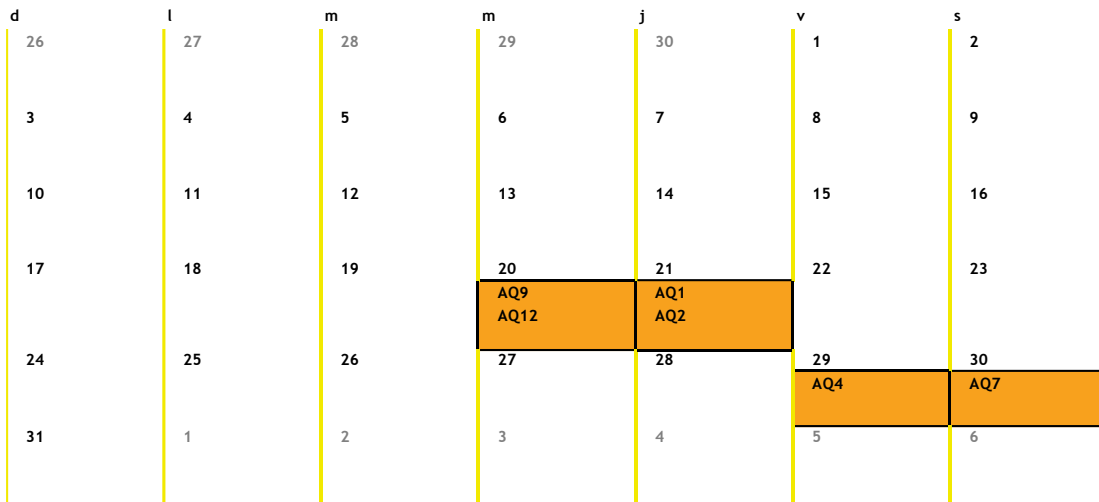 d l m m j v s
26 27 28 29 30 1 2
3 4 5 6 7 8 9
10 11 12 13 14 15 16
17 18 19 20 21 22 23
AQ9 AQ1
AQ12 AQ2
24 25 26 27 28 29 30
AQ4 AQ7
31 1 2 3 4 5 6